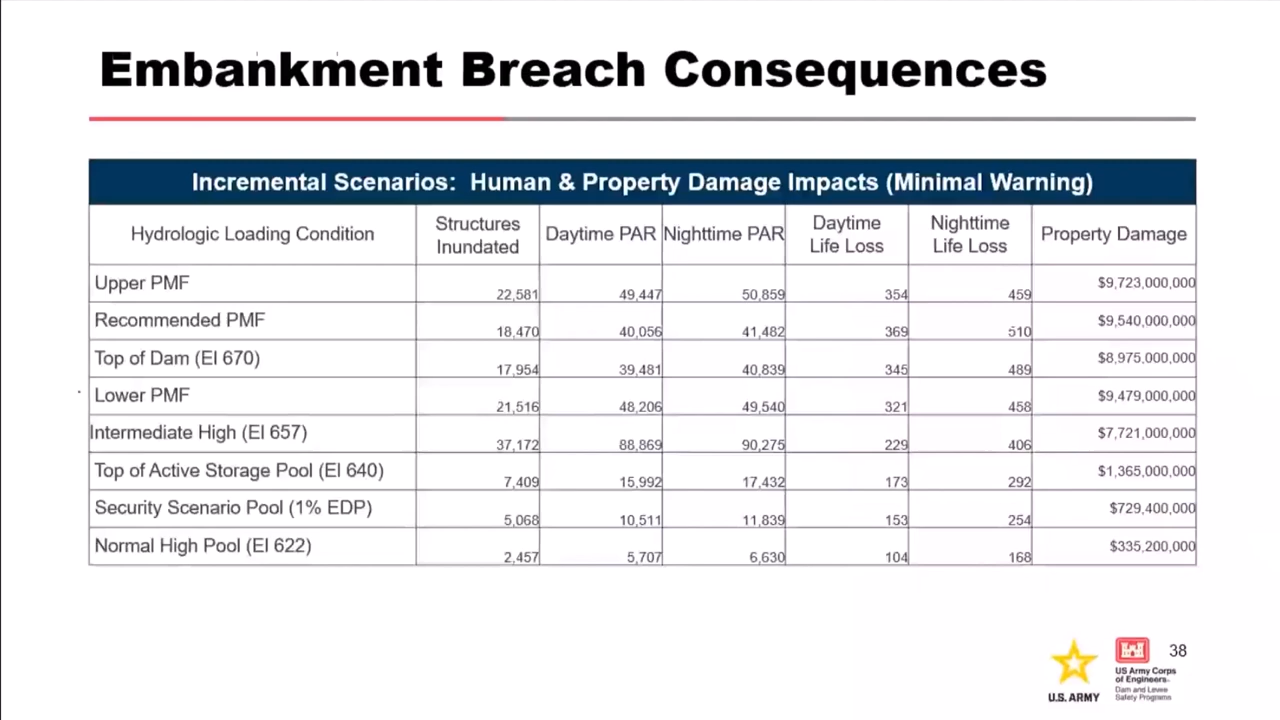 Embankment Breach Consequences
Incremental Scenarios: Human & Property Damage Impacts (Minimal Warning)
Hydrologic Loading Condition Structures Inundated Daytime PAR Nighttime PAR Daytime Life Loss Nighttime Life Loss Property Damage
Upper PMF 22,581 49,447 50,859 354 459 $9,723,000,000
Recommended PMF 18,470 40,056 41,482 369 510 $9,540,000,000
Top of Dam (El 670) 17,954 39,481 40,839 345 489 $8,975,000,000
Lower PMF 21,516 48,206 49,540 321 458 $9,479,000,000
Intermediate High (El 657) 37,172 88,869 90,275 229 406 $7,721,000,000
Top of Active Storage Pool (El 640) 7,409 15,992 17,432 173 292 $1,365,000,000
Security Scenario Pool (1% EDP) 5,068 10,511 11,839 153 254 $729,400,000
Normal High Pool (El 622) 2,457 5,707 6,630 104 168 $335,200,000
38
U.S. ARMY
US Army Corps
of Engineers
Dam and Levee
Safety Programs